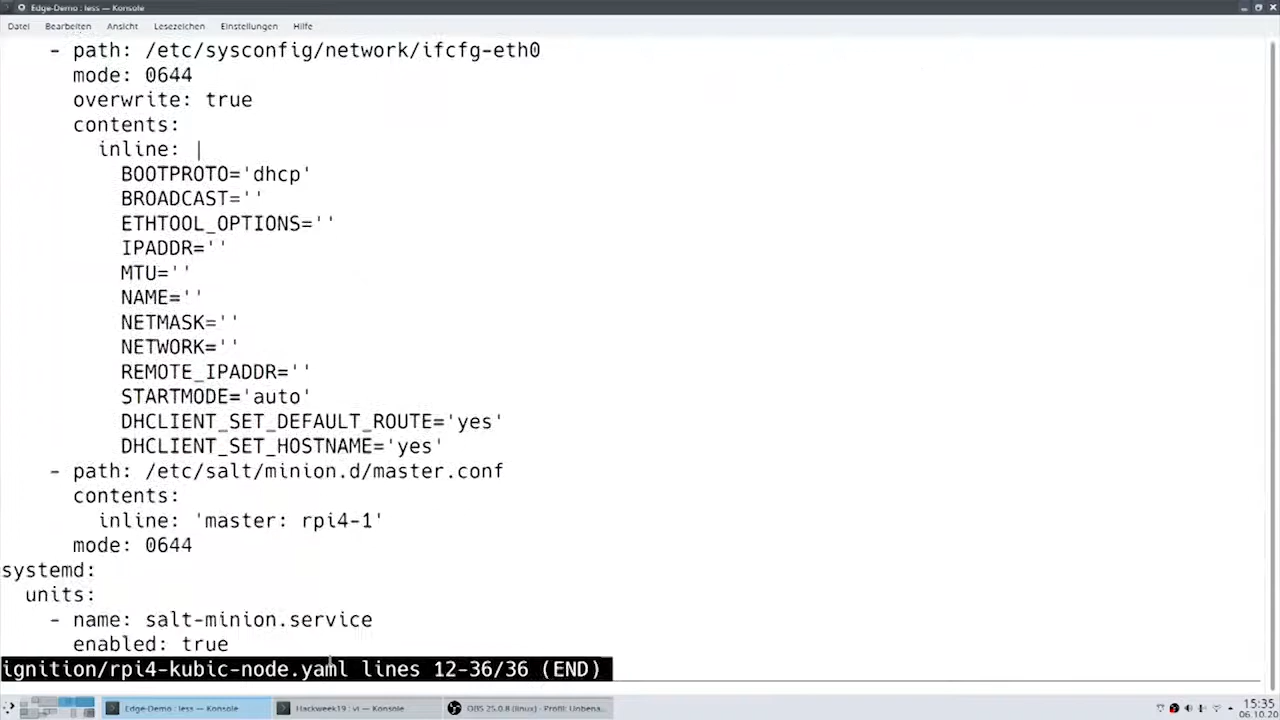 Edge-Demo : less — Konsole
Datei Bearbeiten Ansicht Lesezeichen Einstellungen Hilfe
- path: /etc/sysconfig/network/ifcfg-eth0
mode: 0644
overwrite: true
contents:
inline: |
BOOTPROTO='dhcp'
BROADCAST=''
ETHTOOL_OPTIONS=''
IPADDR=''
MTU=''
NAME=''
NETMASK=''
NETWORK=''
REMOTE_IPADDR=''
STARTMODE='auto'
DHCLIENT_SET_DEFAULT_ROUTE='yes'
DHCLIENT_SET_HOSTNAME='yes'
- path: /etc/salt/minion.d/master.conf
contents:
inline: 'master: rpi4-1'
mode: 0644
systemd:
units:
- name: salt-minion.service
enabled: true
ignition/rpi4-kubic-node.yaml lines 12-36/36 (END)
Edge-Demo : less — Konsole Hackweek19 : vi — Konsole OBS 25.0.8 (linux) - Profil: Unbena... 15:35
06.10.20